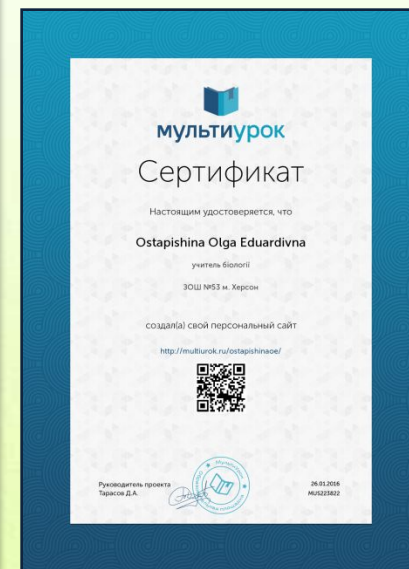 мультиурок
Сертификат
Настоящим удостоверяется, что
Ostapishina Olga Eduardivna
учитель біології
ЗОШ №53 м. Херсон
создал(а) свой персональный сайт
http://multiurok.ru/ostapishinaoe/
Руководитель проекта
Тарасов Д.А.
26.01.2016
MUS223822